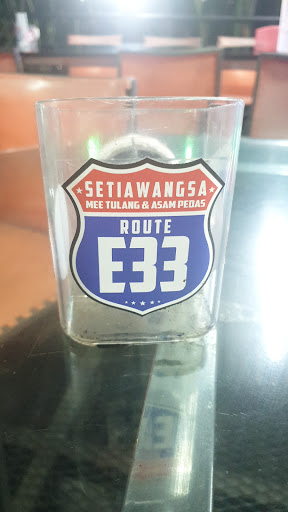 SETIAWANGSA
MEE TULANG & ASAM PEDAS
ROUTE
E33